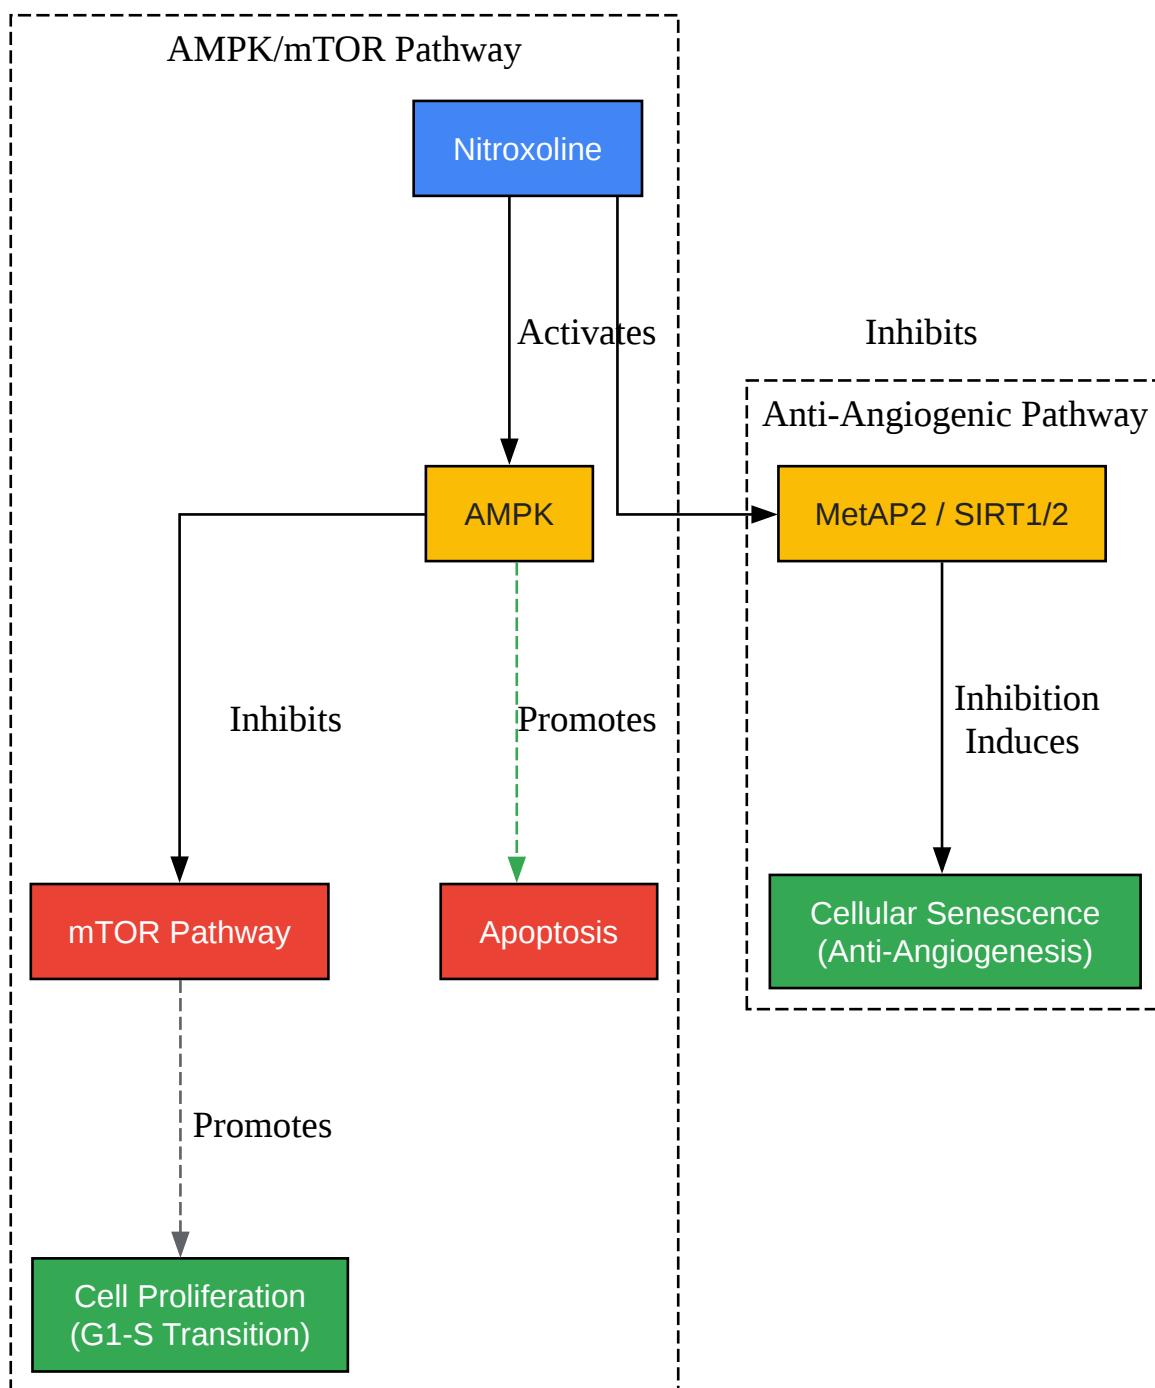 AMPK/mTOR Pathway
Nitroxoline
Activates
Inhibits
Anti-Angiogenic Pathway
AMPK
MetAP2 / SIRT1/2
Inhibits
Promotes
Inhibition
Induces
mTOR Pathway
Apoptosis
Cellular Senescence
(Anti-Angiogenesis)
Promotes
Cell Proliferation
(G1-S Transition)